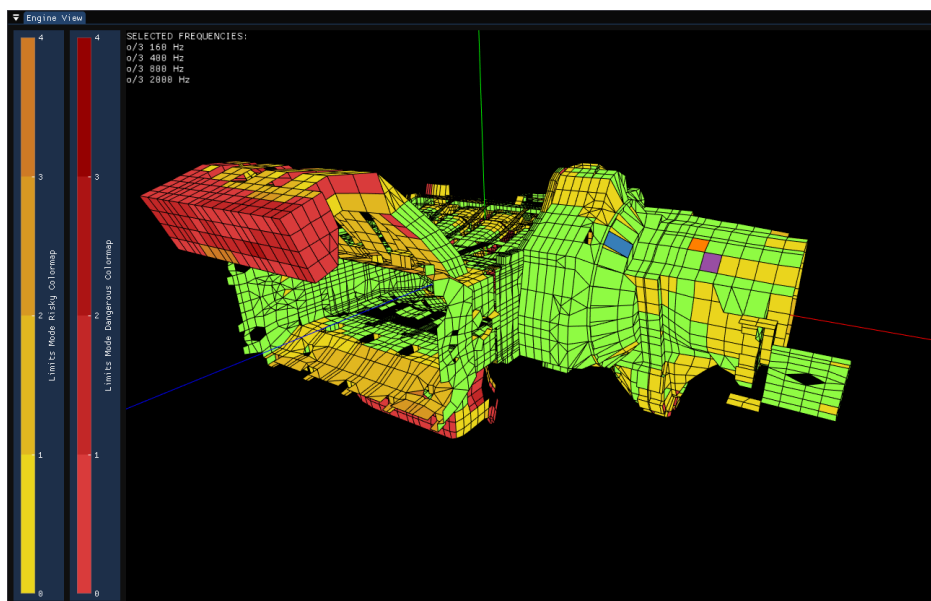 Engine View
SELECTED FREQUENCIES:
o/3 160 Hz
o/3 400 Hz
o/3 800 Hz
o/3 2000 Hz
4
3
2
1
0
Limits Mode Risky Colormap
4
3
2
1
0
Limits Mode Dangerous Colormap